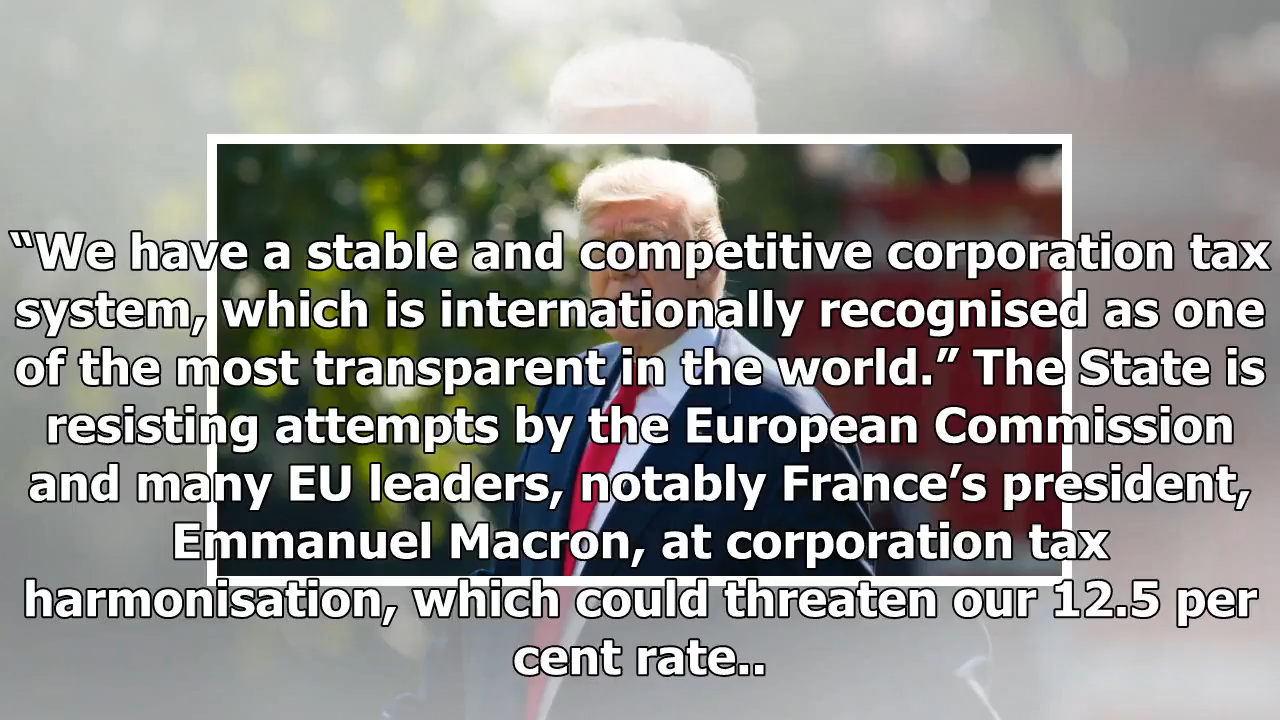 “We have a stable and competitive corporation tax
system, which is internationally recognised as one
of the most transparent in the world.” The State is
resisting attempts by the European Commission
and many EU leaders, notably France’s president,
Emmanuel Macron, at corporation tax
harmonisation, which could threaten our 12.5 per
cent rate..